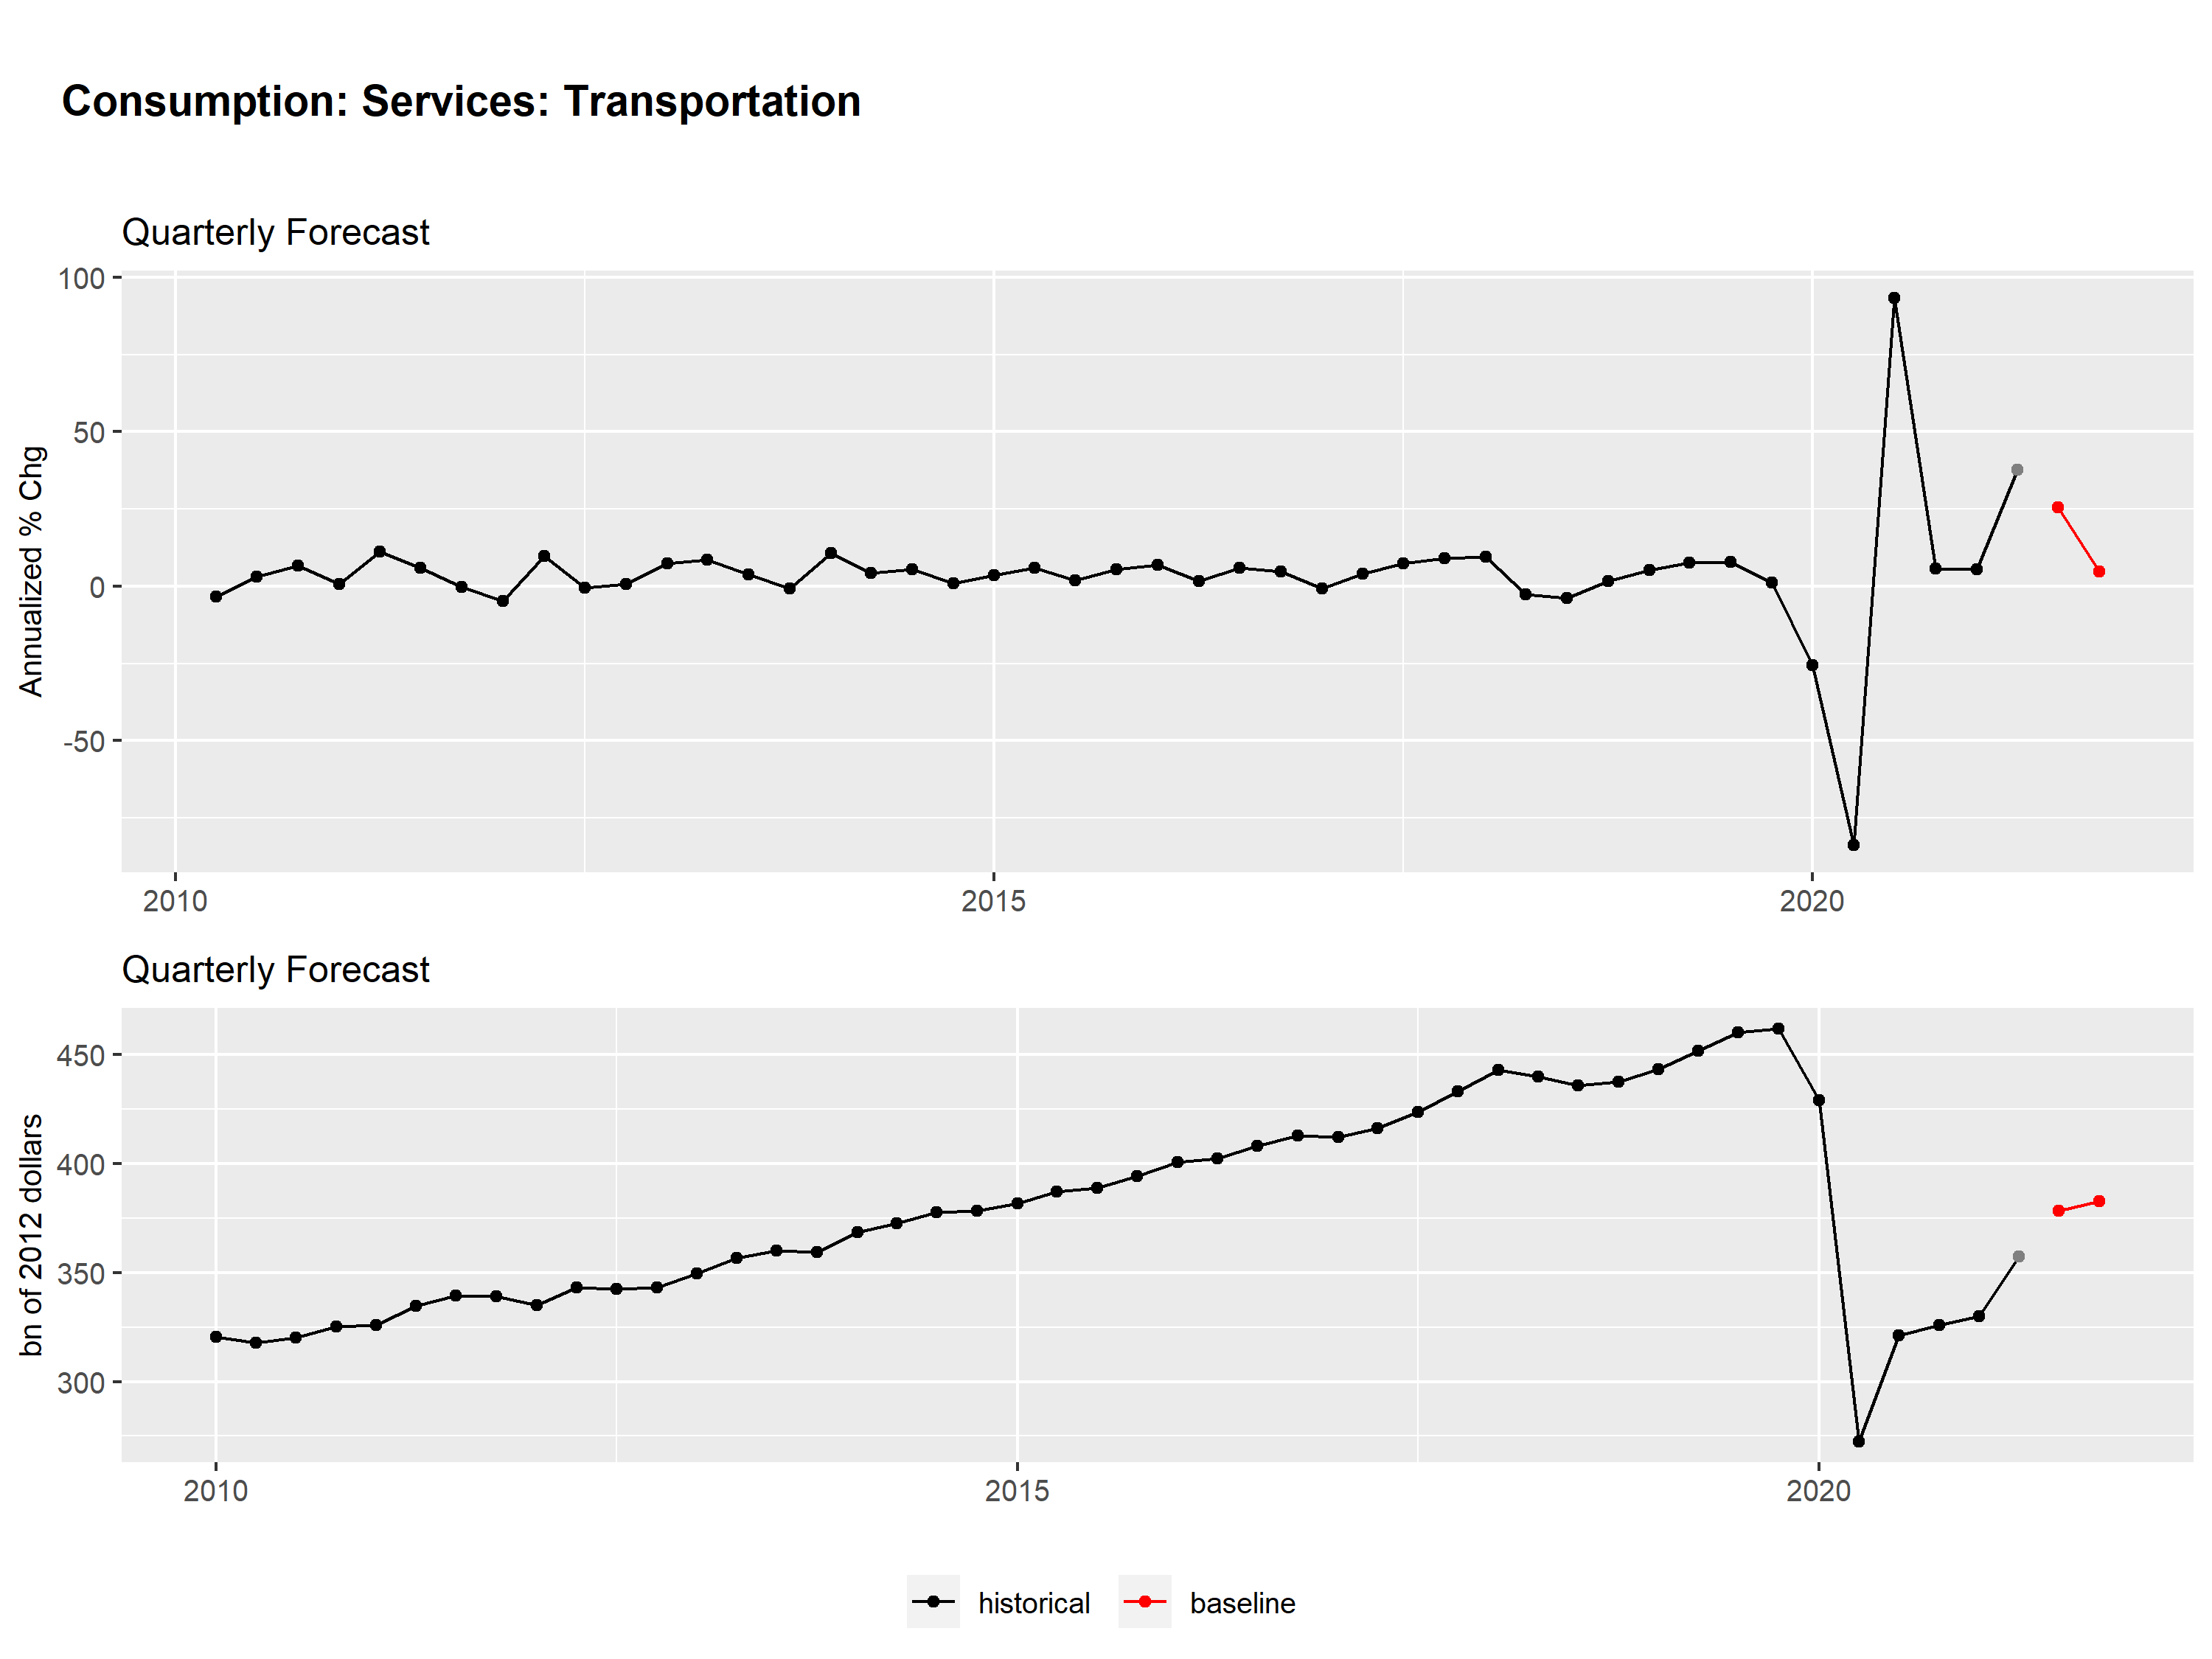 Consumption: Services: Transportation
Quarterly Forecast
Annualized % Chg
100
50
0
-50
2010 2015 2020
Quarterly Forecast
bn of 2012 dollars
450
400
350
300
2010 2015 2020
historical baseline